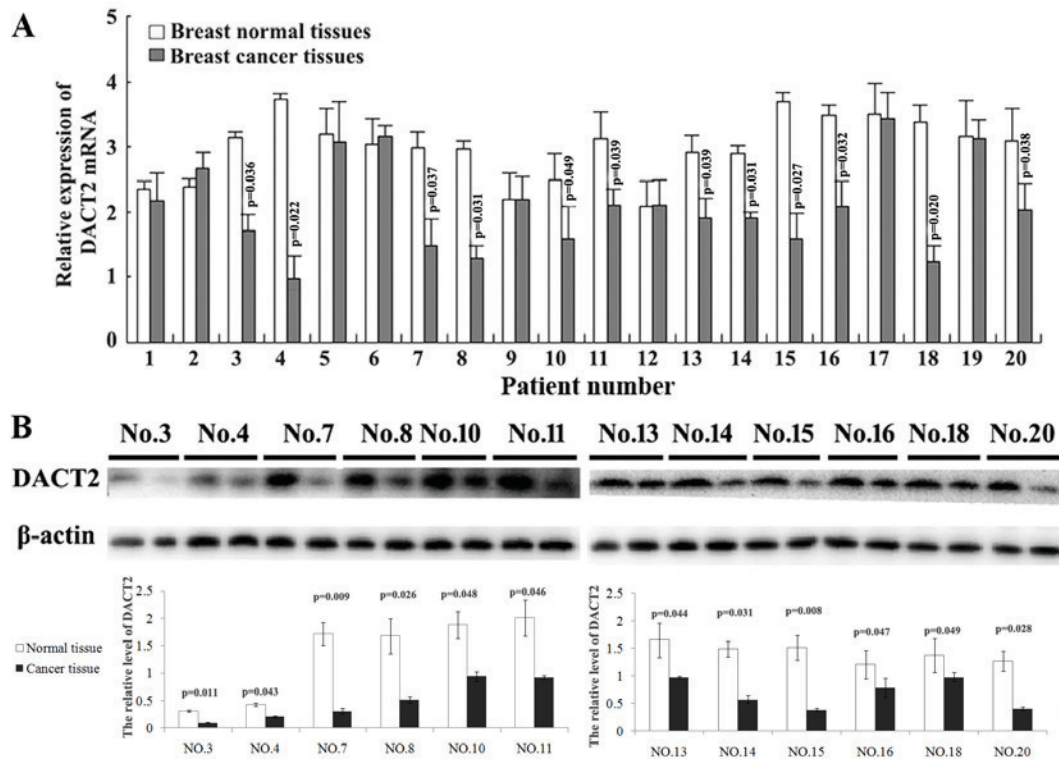 A
Breast normal tissues
Breast cancer tissues
Relative expression of
DACT2 mRNA
5
4
3
2
1
0
p=0.036
p=0.022
p=0.037
p=0.031
p=0.049
p=0.039
p=0.039
p=0.031
p=0.027
p=0.032
p=0.020
p=0.038
1 2 3 4 5 6 7 8 9 10 11 12 13 14 15 16 17 18 19 20
Patient number
B
No.3 No.4 No.7 No.8 No.10 No.11 No.13 No.14 No.15 No.16 No.18 No.20
DACT2
β-actin
The relative level of DACT2
2.5
2
1.5
1
0.5
0
Normal tissue
Cancer tissue
p=0.011 p=0.043 p=0.009 p=0.026 p=0.048 p=0.046
NO.3 NO.4 NO.7 NO.8 NO.10 NO.11
The relative level of DACT2
2.5
2
1.5
1
0.5
0
p=0.044 p=0.031 p=0.008 p=0.047 p=0.049 p=0.028
NO.13 NO.14 NO.15 NO.16 NO.18 NO.20